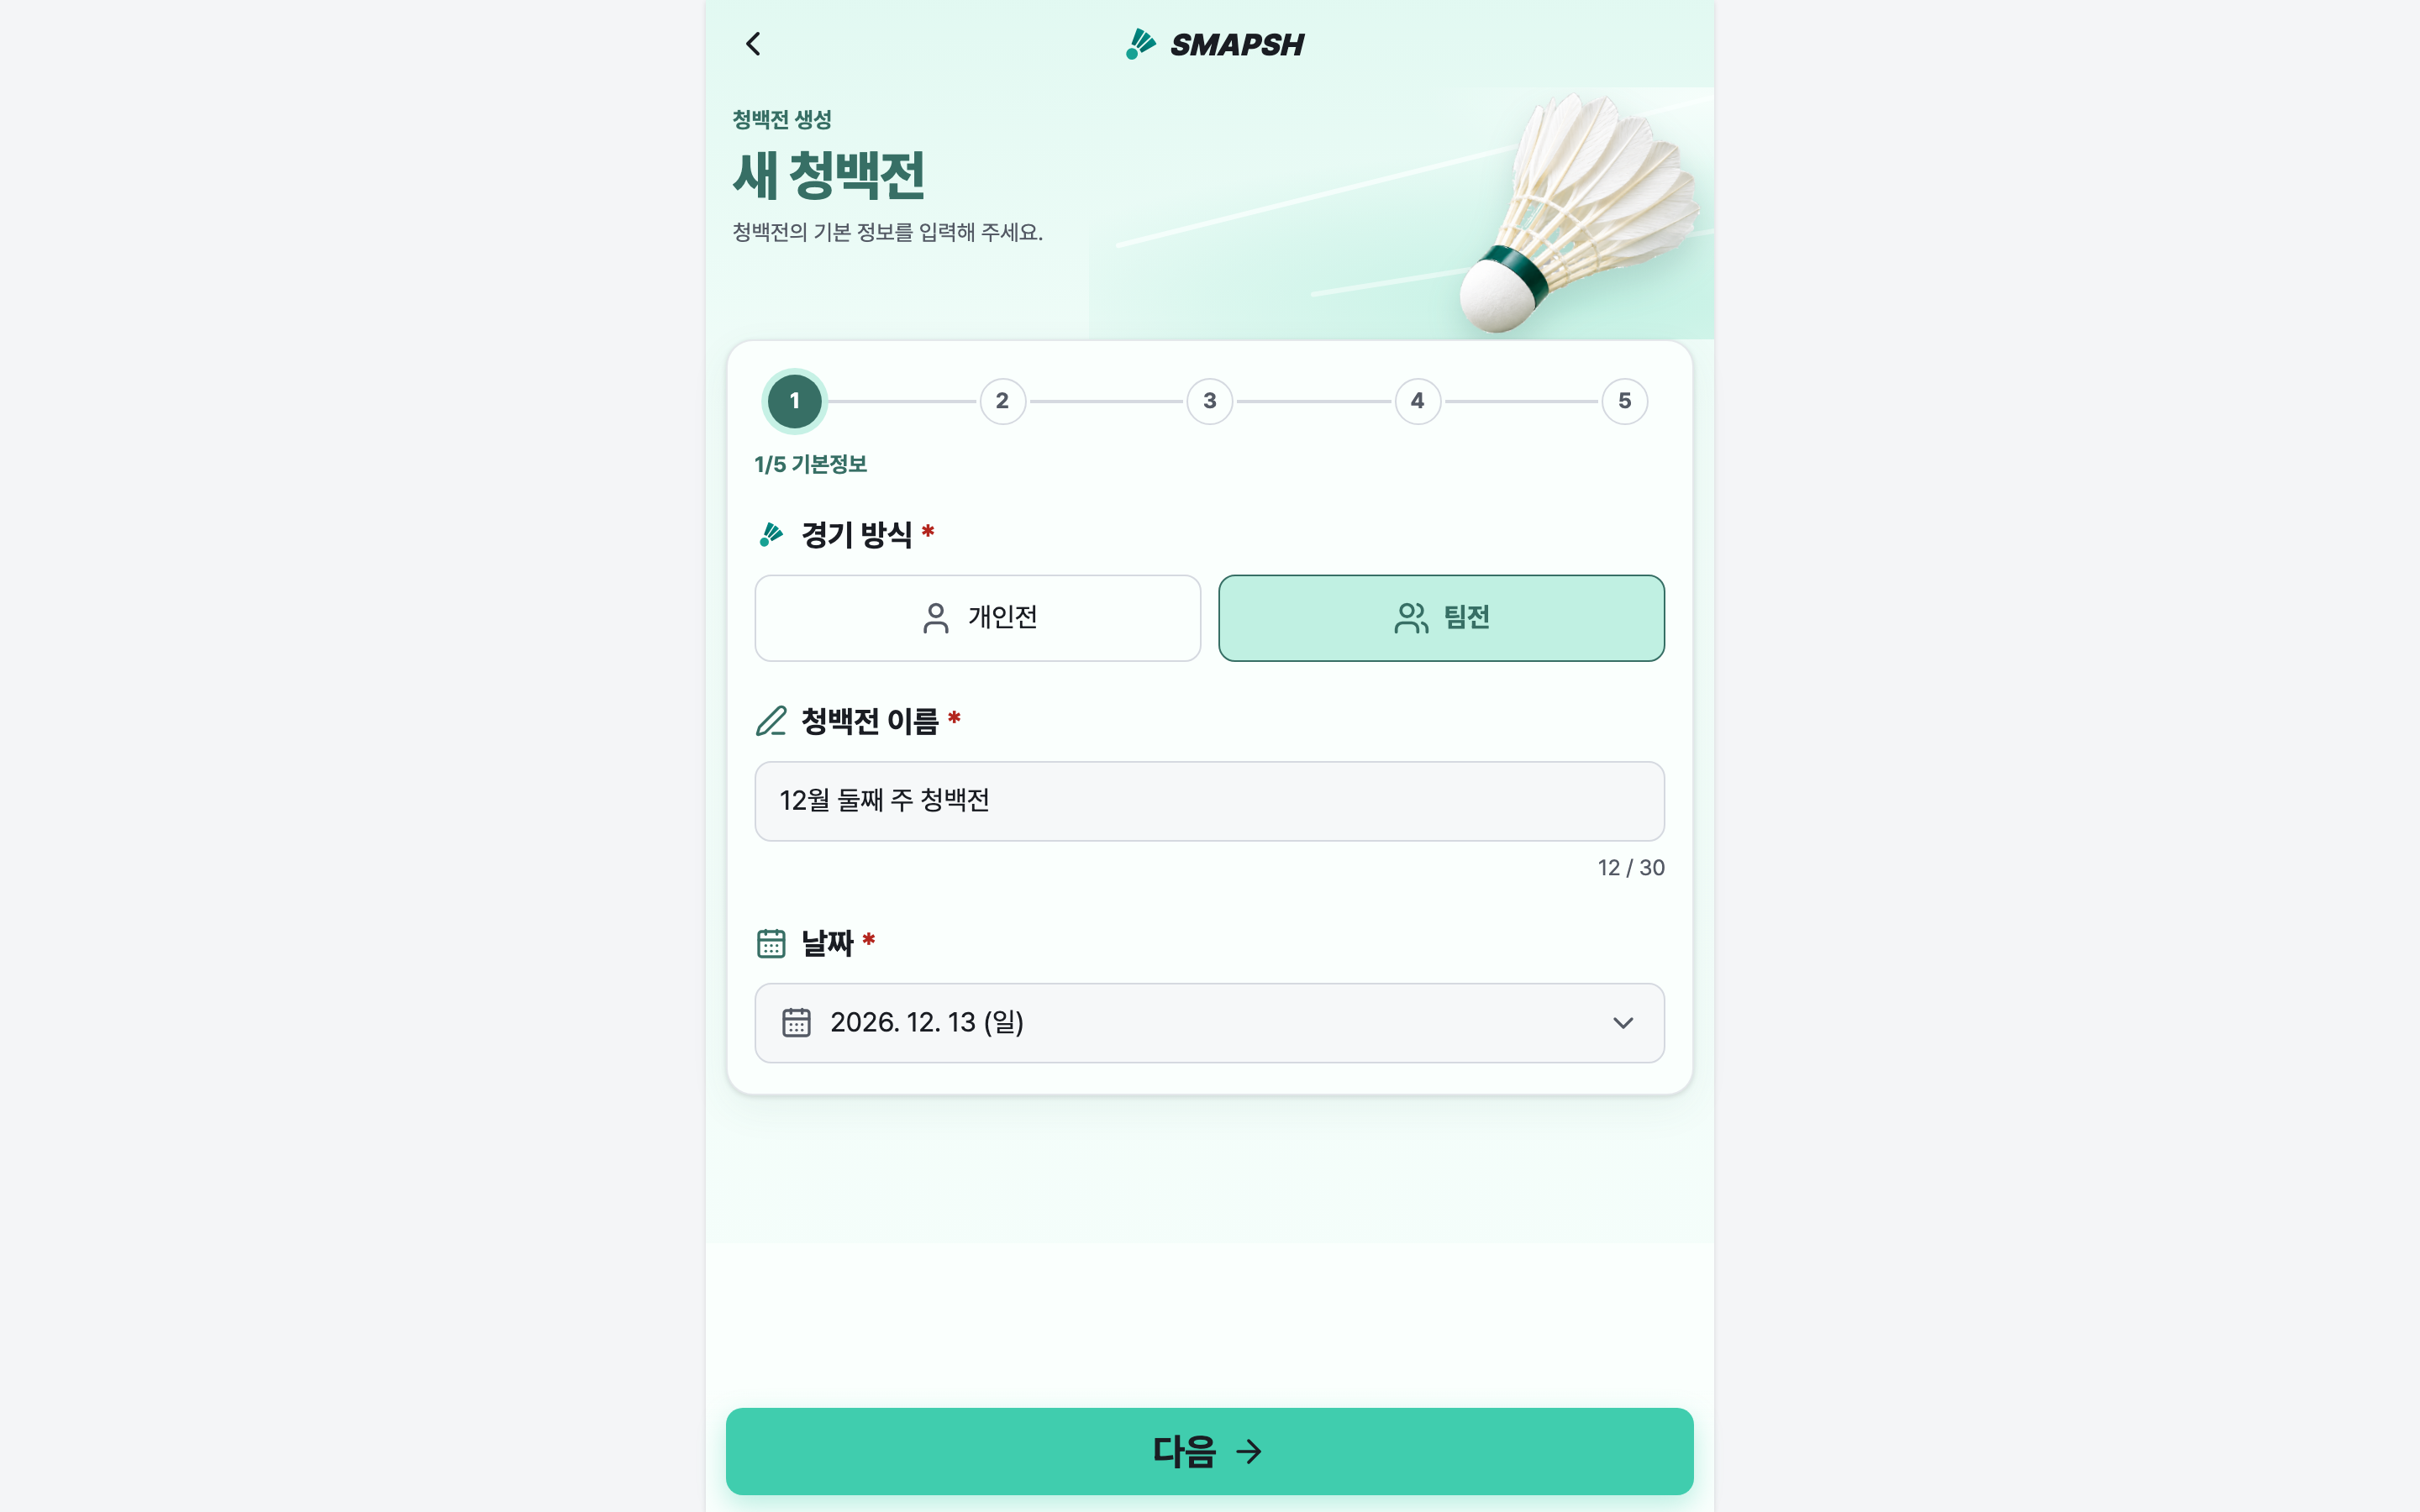 SMAPSH
청백전 생성
새 청백전
청백전의 기본 정보를 입력해 주세요.
1 2 3 4 5
1/5 기본정보
경기 방식 *
개인전 팀전
청백전 이름 *
12월 둘째 주 청백전
12 / 30
날짜 *
2026. 12. 13 (일)
다음 →